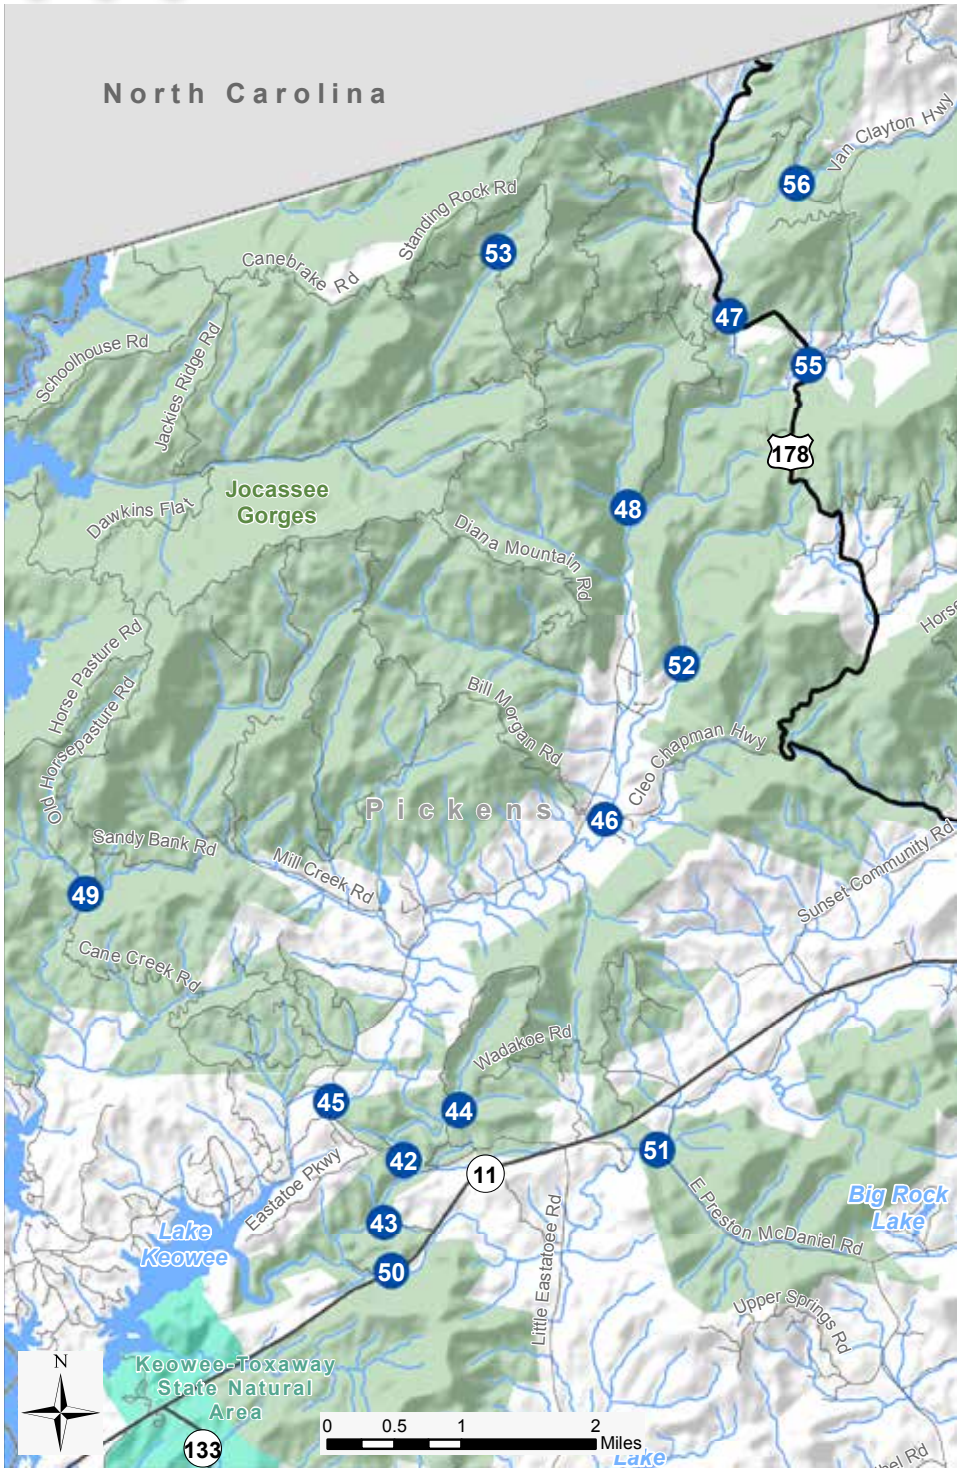 North Carolina
Van Clayton Hwy
56
Standing Rock Rd
53
Canebrake Rd
47
Schoolhouse Rd
Jackies Ridge Rd
55
178
Jocassee
Gorges
48
Dawkins Flat
Diana Mountain Rd
Horse Pasture Rd
52
Old Horsepasture Rd
Bill Morgan Rd
Cleo Chapman Hwy
Pickens
46
Sandy Bank Rd
Mill Creek Rd
Sunset Community Rd
49
Cane Creek Rd
Wadakoe Rd
45
44
42
51
11
Eastatoe Pkwy
E Preston McDaniel Rd
Big Rock
Lake
43
Lake
Keowee
50
Little Eastatoee Rd
Upper Springs Rd
N
Keowee-Toxaway
State Natural
Area
0 0.5 1 2
Miles
133
Lake
Rd